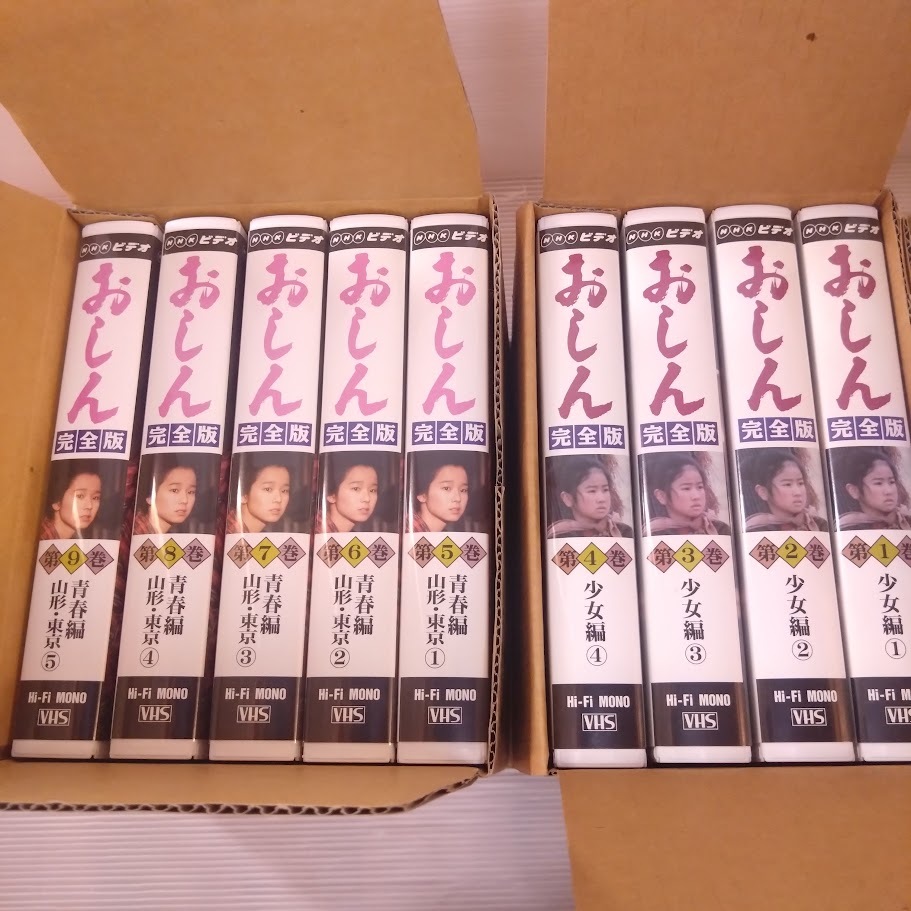 NHKビデオ
おしん
完全版
第9巻
青春編
山形・東京⑤
Hi-Fi MONO
VHS
NHKビデオ
おしん
完全版
第8巻
青春編
山形・東京④
Hi-Fi MONO
VHS
NHKビデオ
おしん
完全版
第7巻
青春編
山形・東京③
Hi-Fi MONO
VHS
NHKビデオ
おしん
完全版
第6巻
青春編
山形・東京②
Hi-Fi MONO
VHS
NHKビデオ
おしん
完全版
第5巻
青春編
山形・東京①
Hi-Fi MONO
VHS
NHKビデオ
おしん
完全版
第4巻
少女編④
Hi-Fi MONO
VHS
NHKビデオ
おしん
完全版
第3巻
少女編③
Hi-Fi MONO
VHS
NHKビデオ
おしん
完全版
第2巻
少女編②
Hi-Fi MONO
VHS
NHKビデオ
おしん
完全版
第1巻
少女編①
Hi-Fi M
VHS